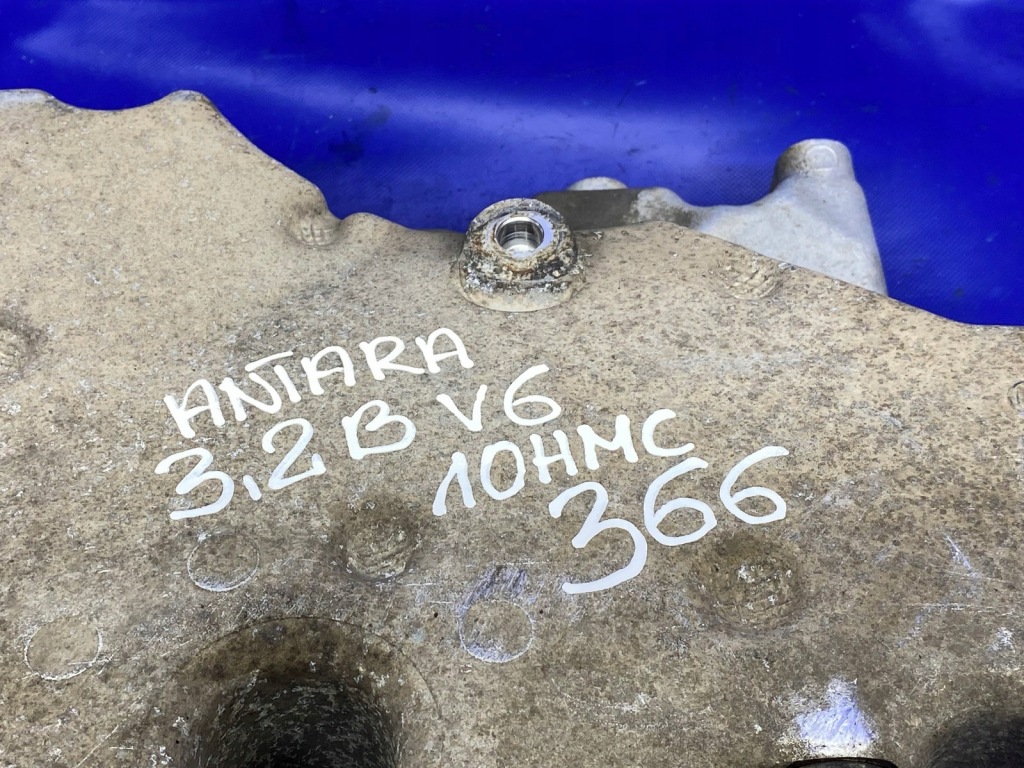 ANTARA
3,2 B V6
10HMC
366